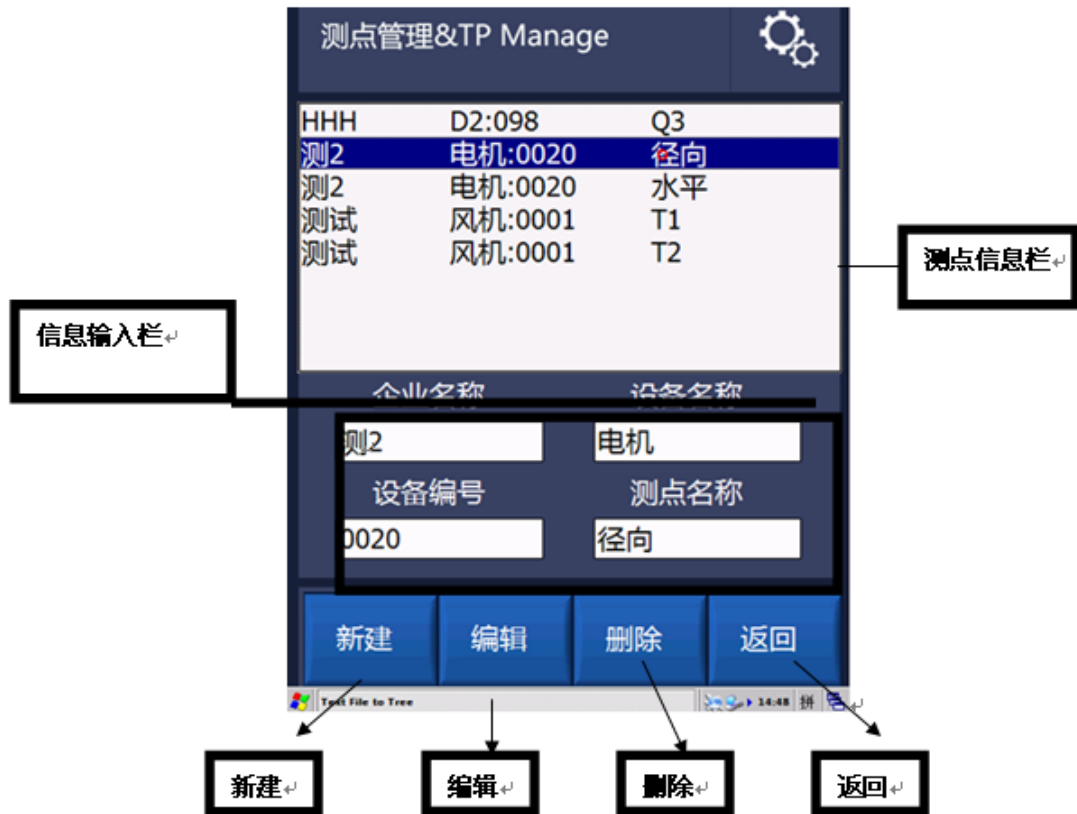 测点管理&TP Manage
HHH D2:098 Q3
测2 电机:0020 径向
测2 电机:0020 水平
测试 风机:0001 T1
测试 风机:0001 T2
测点信息栏
信息输入栏
企业名称 设备名称
测2 电机
设备编号 测点名称
0020 径向
新建 编辑 删除 返回
Text File to Tree 14:48 拼
新建 编辑 删除 返回